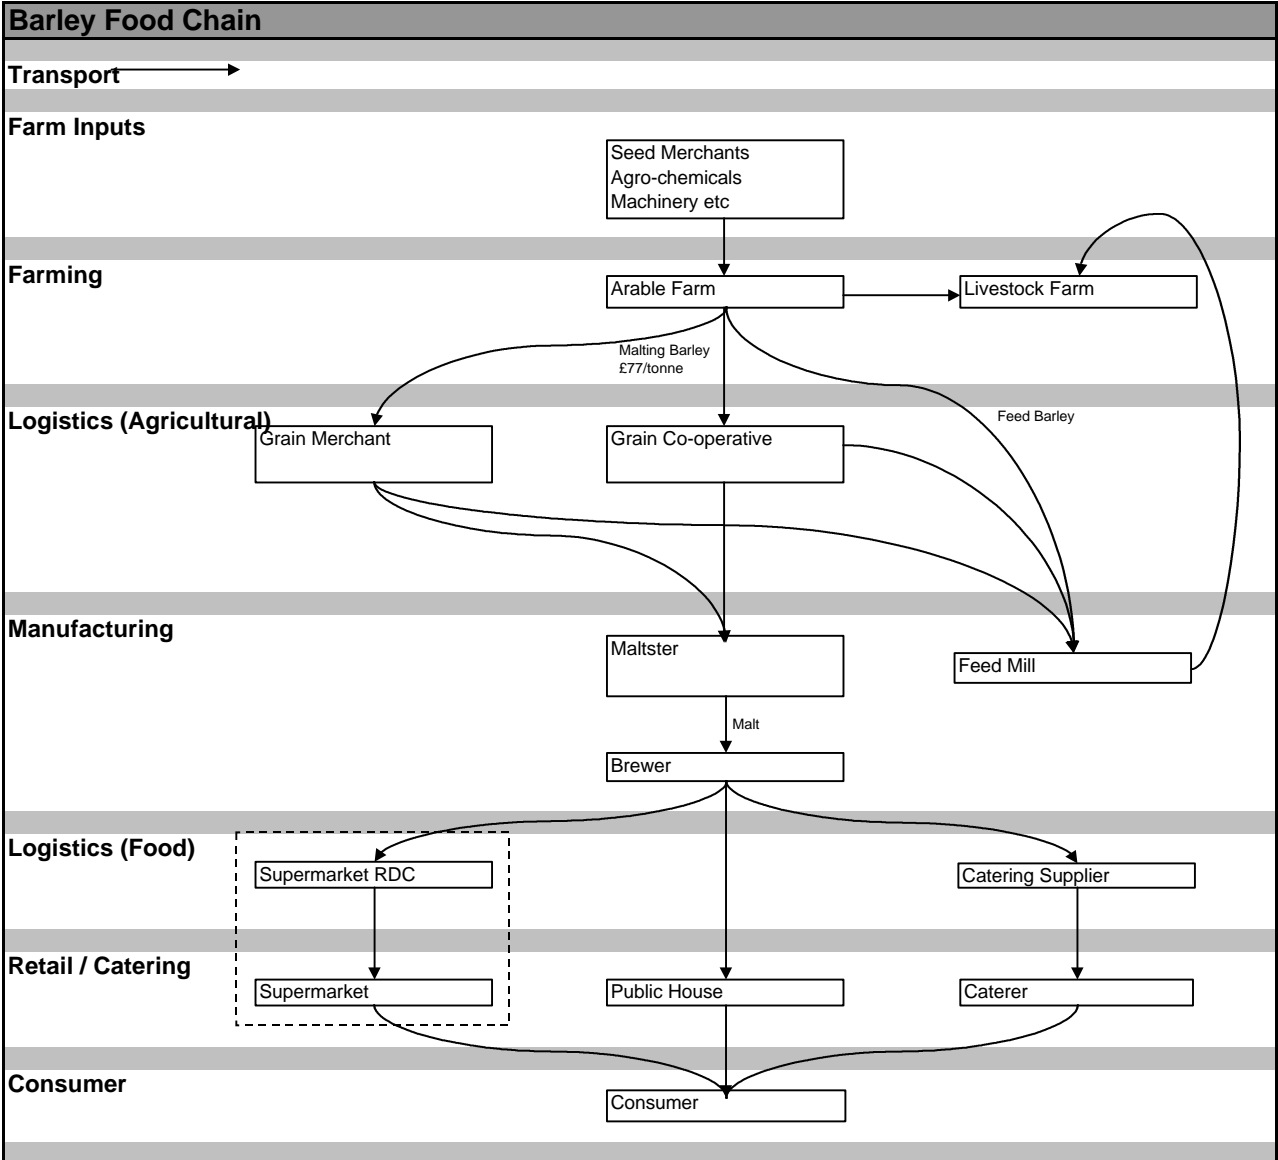 Barley Food Chain
Transport
Farm Inputs
Seed Merchants
Agro-chemicals
Machinery etc
Farming
Arable Farm
Livestock Farm
Malting Barley
£77/tonne
Logistics (Agricultural)
Feed Barley
Grain Merchant
Grain Co-operative
Manufacturing
Maltster
Feed Mill
Malt
Brewer
Logistics (Food)
Supermarket RDC
Catering Supplier
Retail / Catering
Supermarket
Public House
Caterer
Consumer
Consumer